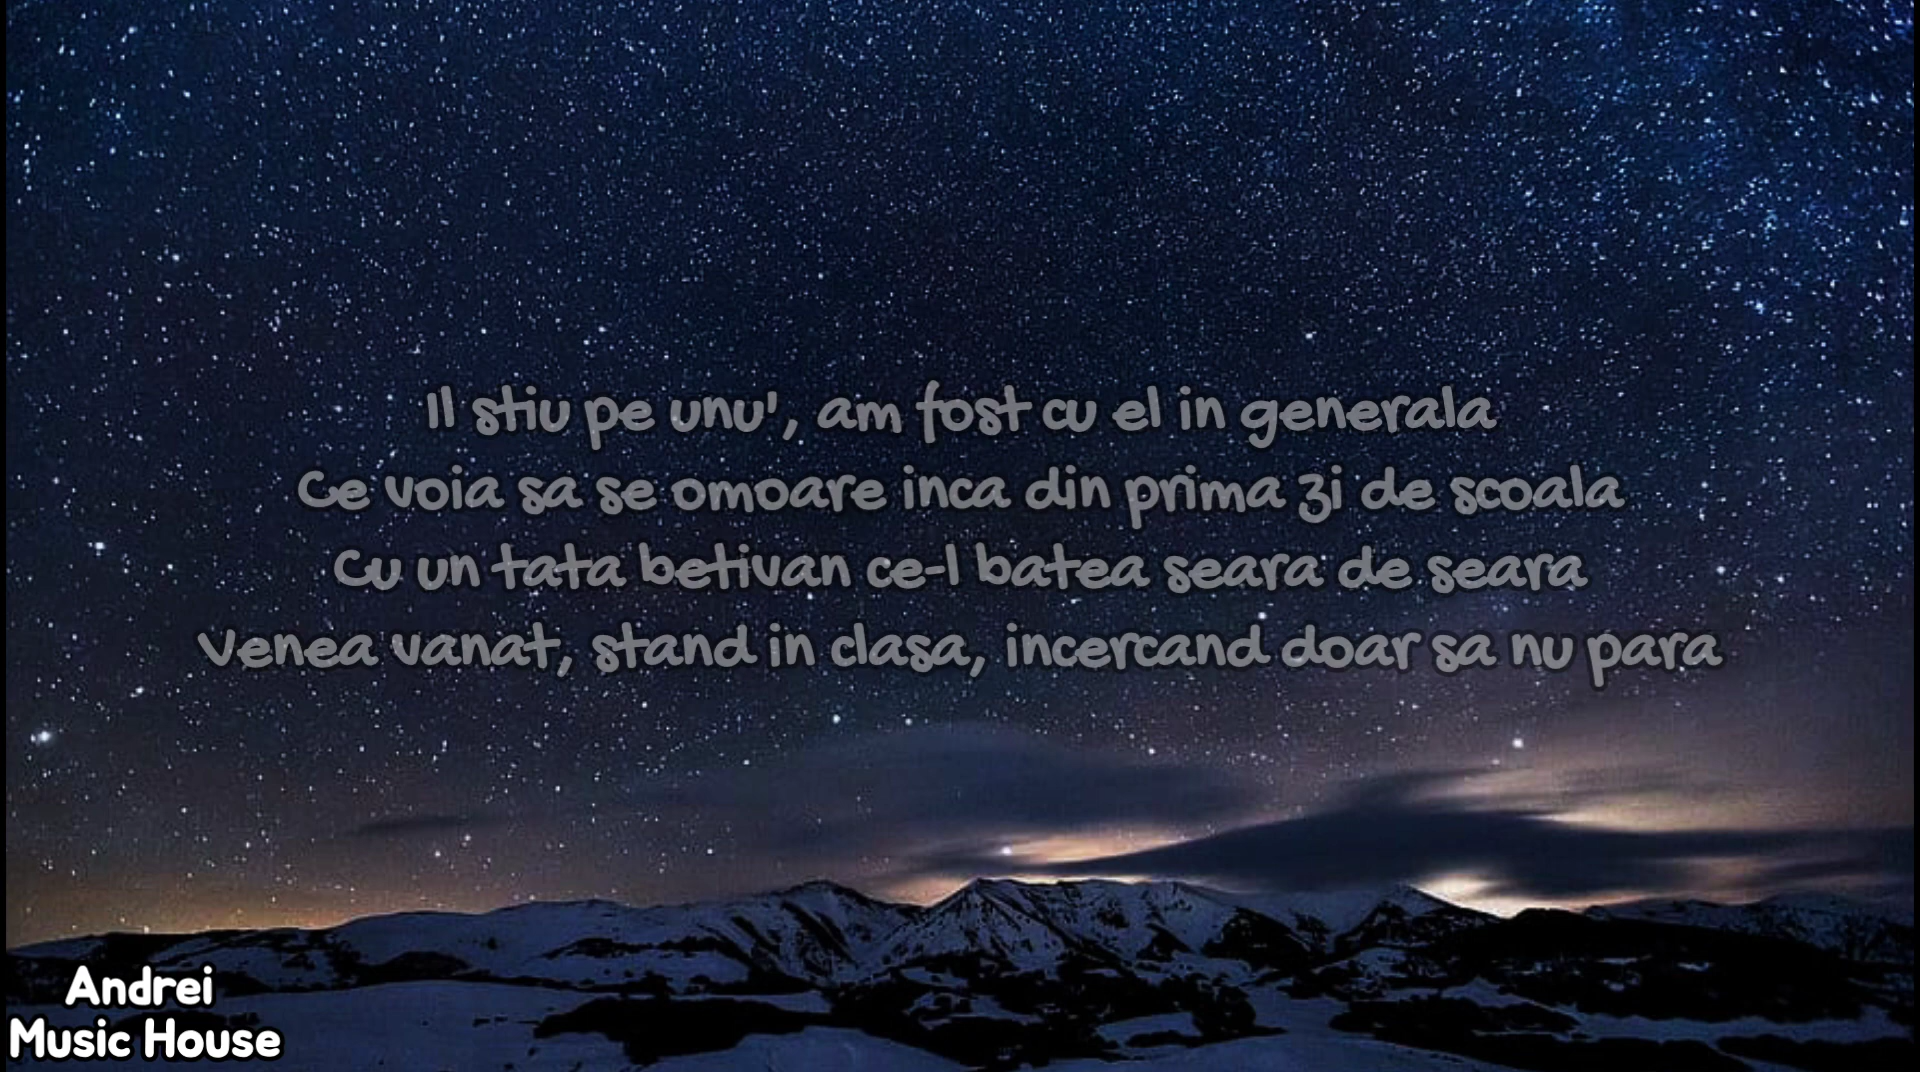 Il stiu pe unu', am fost cu el in generala
Ce voia sa se omoare inca din prima zi de scoala
Cu un tata betivan ce-l batea seara de seara
Venea vanat, stand in clasa, incercand doar sa nu para
Andrei
Music House